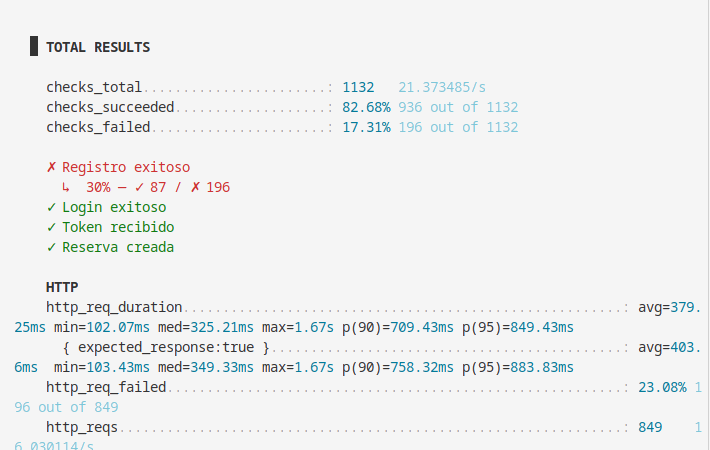 TOTAL RESULTS
checks_total.......................: 1132 21.373485/s
checks_succeeded...................: 82.68% 936 out of 1132
checks_failed......................: 17.31% 196 out of 1132
✗ Registro exitoso
↳ 30% — ✓ 87 / ✗ 196
✓ Login exitoso
✓ Token recibido
✓ Reserva creada
HTTP
http_req_duration.......................................................: avg=379.
25ms min=102.07ms med=325.21ms max=1.67s p(90)=709.43ms p(95)=849.43ms
{ expected_response:true }............................................: avg=403.
6ms min=103.43ms med=349.33ms max=1.67s p(90)=758.32ms p(95)=883.83ms
http_req_failed.........................................................: 23.08% 1
96 out of 849
http_reqs...............................................................: 849 1
6.030114/s